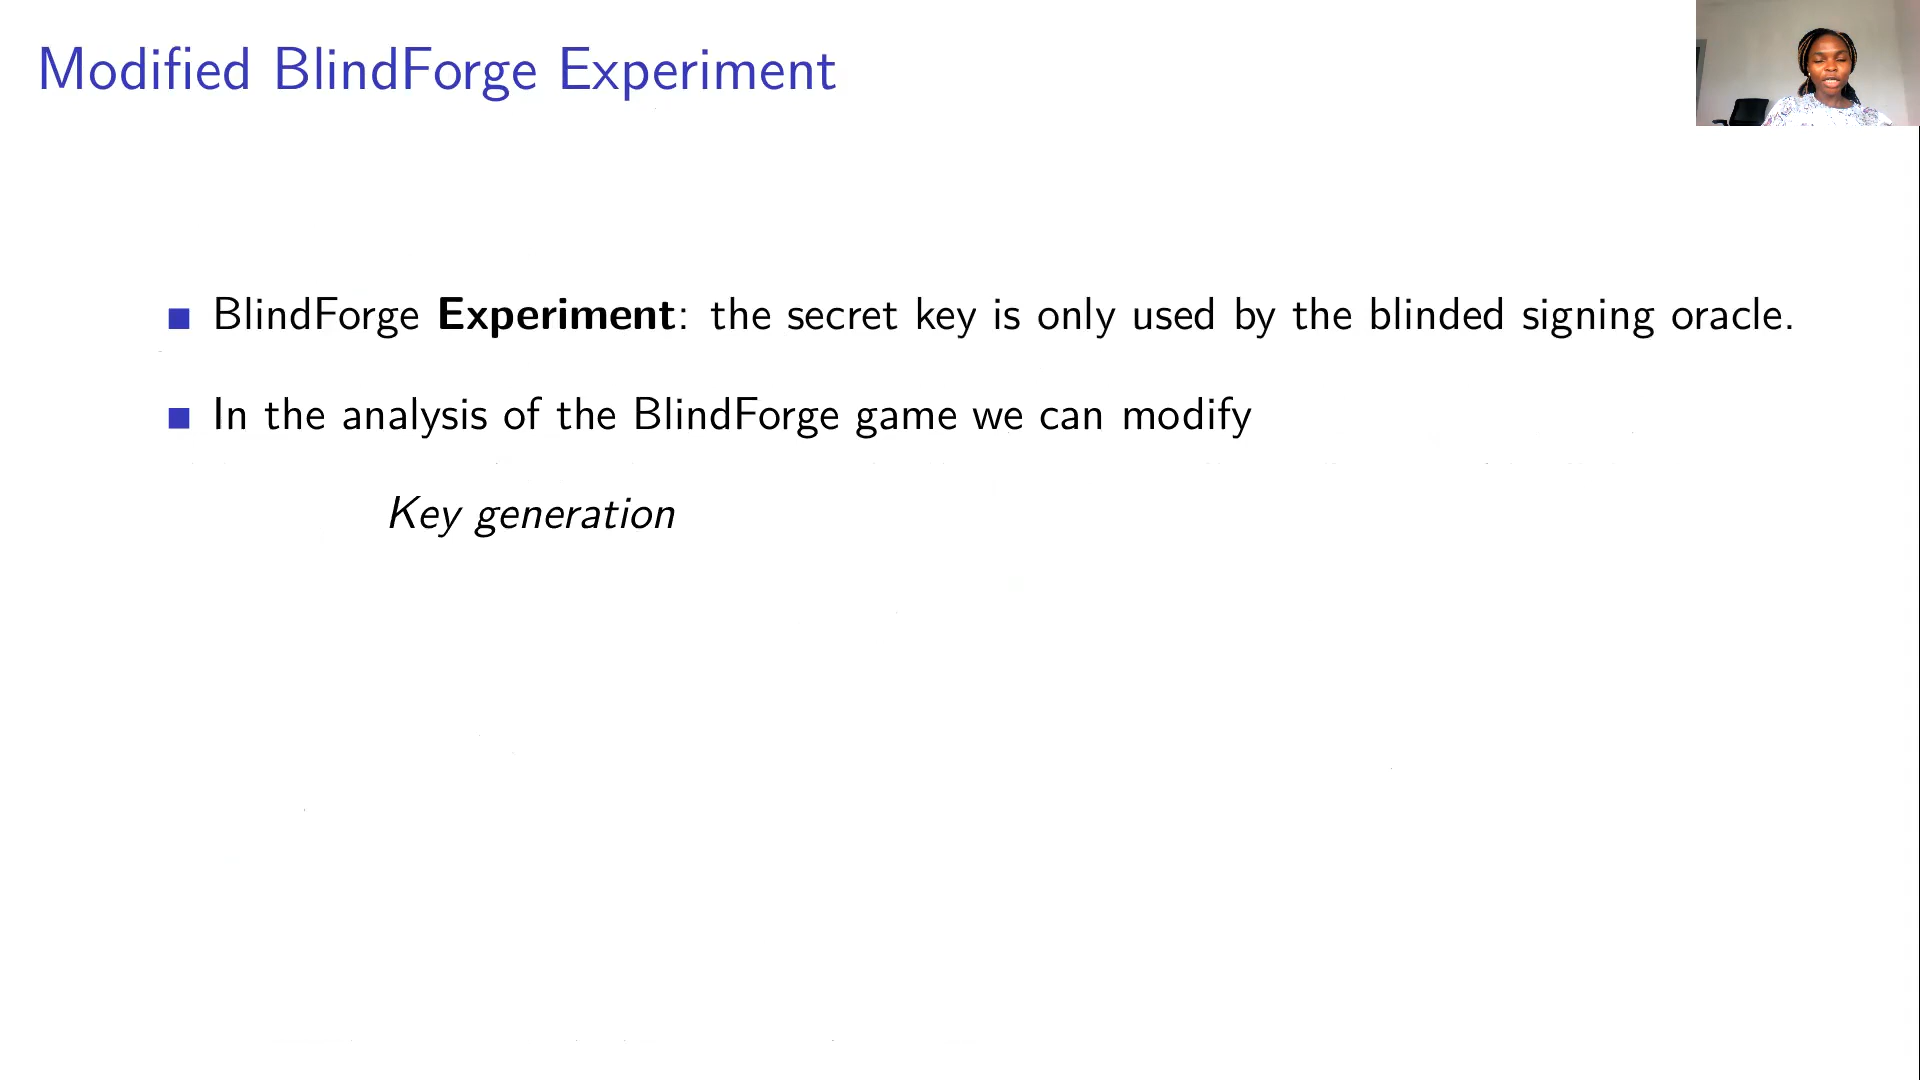 Modified BlindForge Experiment
BlindForge Experiment: the secret key is only used by the blinded signing oracle.
In the analysis of the BlindForge game we can modify
Key generation